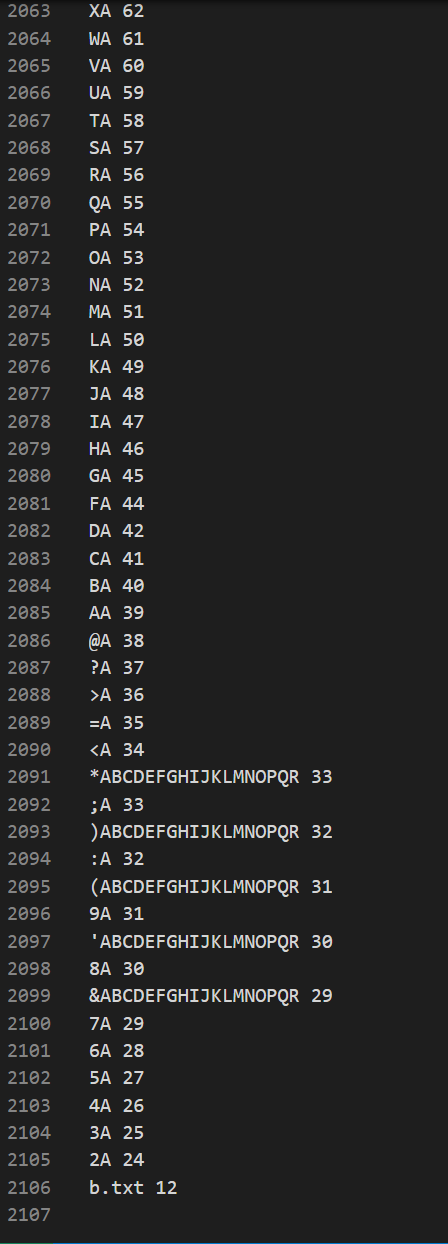 2063 XA 62
2064 WA 61
2065 VA 60
2066 UA 59
2067 TA 58
2068 SA 57
2069 RA 56
2070 QA 55
2071 PA 54
2072 OA 53
2073 NA 52
2074 MA 51
2075 LA 50
2076 KA 49
2077 JA 48
2078 IA 47
2079 HA 46
2080 GA 45
2081 FA 44
2082 DA 42
2083 CA 41
2084 BA 40
2085 AA 39
2086 @A 38
2087 ?A 37
2088 >A 36
2089 =A 35
2090 <A 34
2091 *ABCDEFGHIJKLMNOPQR 33
2092 ;A 33
2093 )ABCDEFGHIJKLMNOPQR 32
2094 :A 32
2095 (ABCDEFGHIJKLMNOPQR 31
2096 9A 31
2097 'ABCDEFGHIJKLMNOPQR 30
2098 8A 30
2099 &ABCDEFGHIJKLMNOPQR 29
2100 7A 29
2101 6A 28
2102 5A 27
2103 4A 26
2104 3A 25
2105 2A 24
2106 b.txt 12
2107